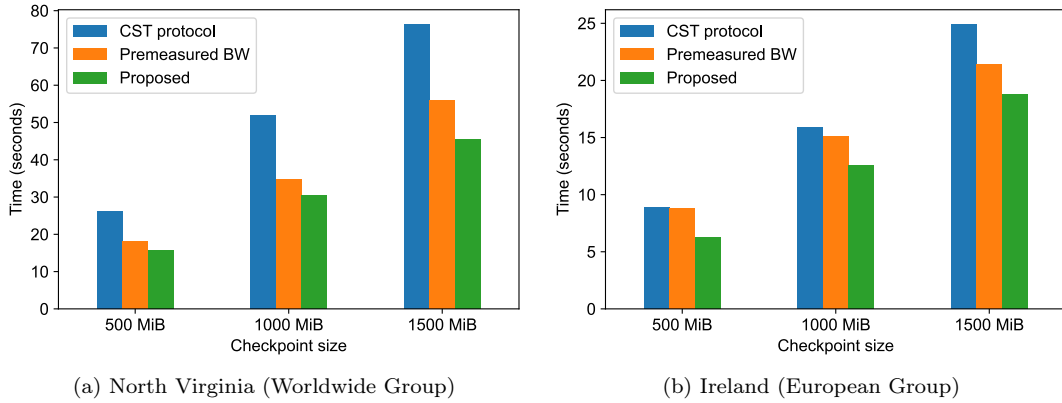 80
70
60
50
40
30
20
10
0
Time (seconds)
CST protocol
Premeasured BW
Proposed
500 MiB
1000 MiB
1500 MiB
Checkpoint size
(a) North Virginia (Worldwide Group)
25
20
15
10
5
0
Time (seconds)
CST protocol
Premeasured BW
Proposed
500 MiB
1000 MiB
1500 MiB
Checkpoint size
(b) Ireland (European Group)